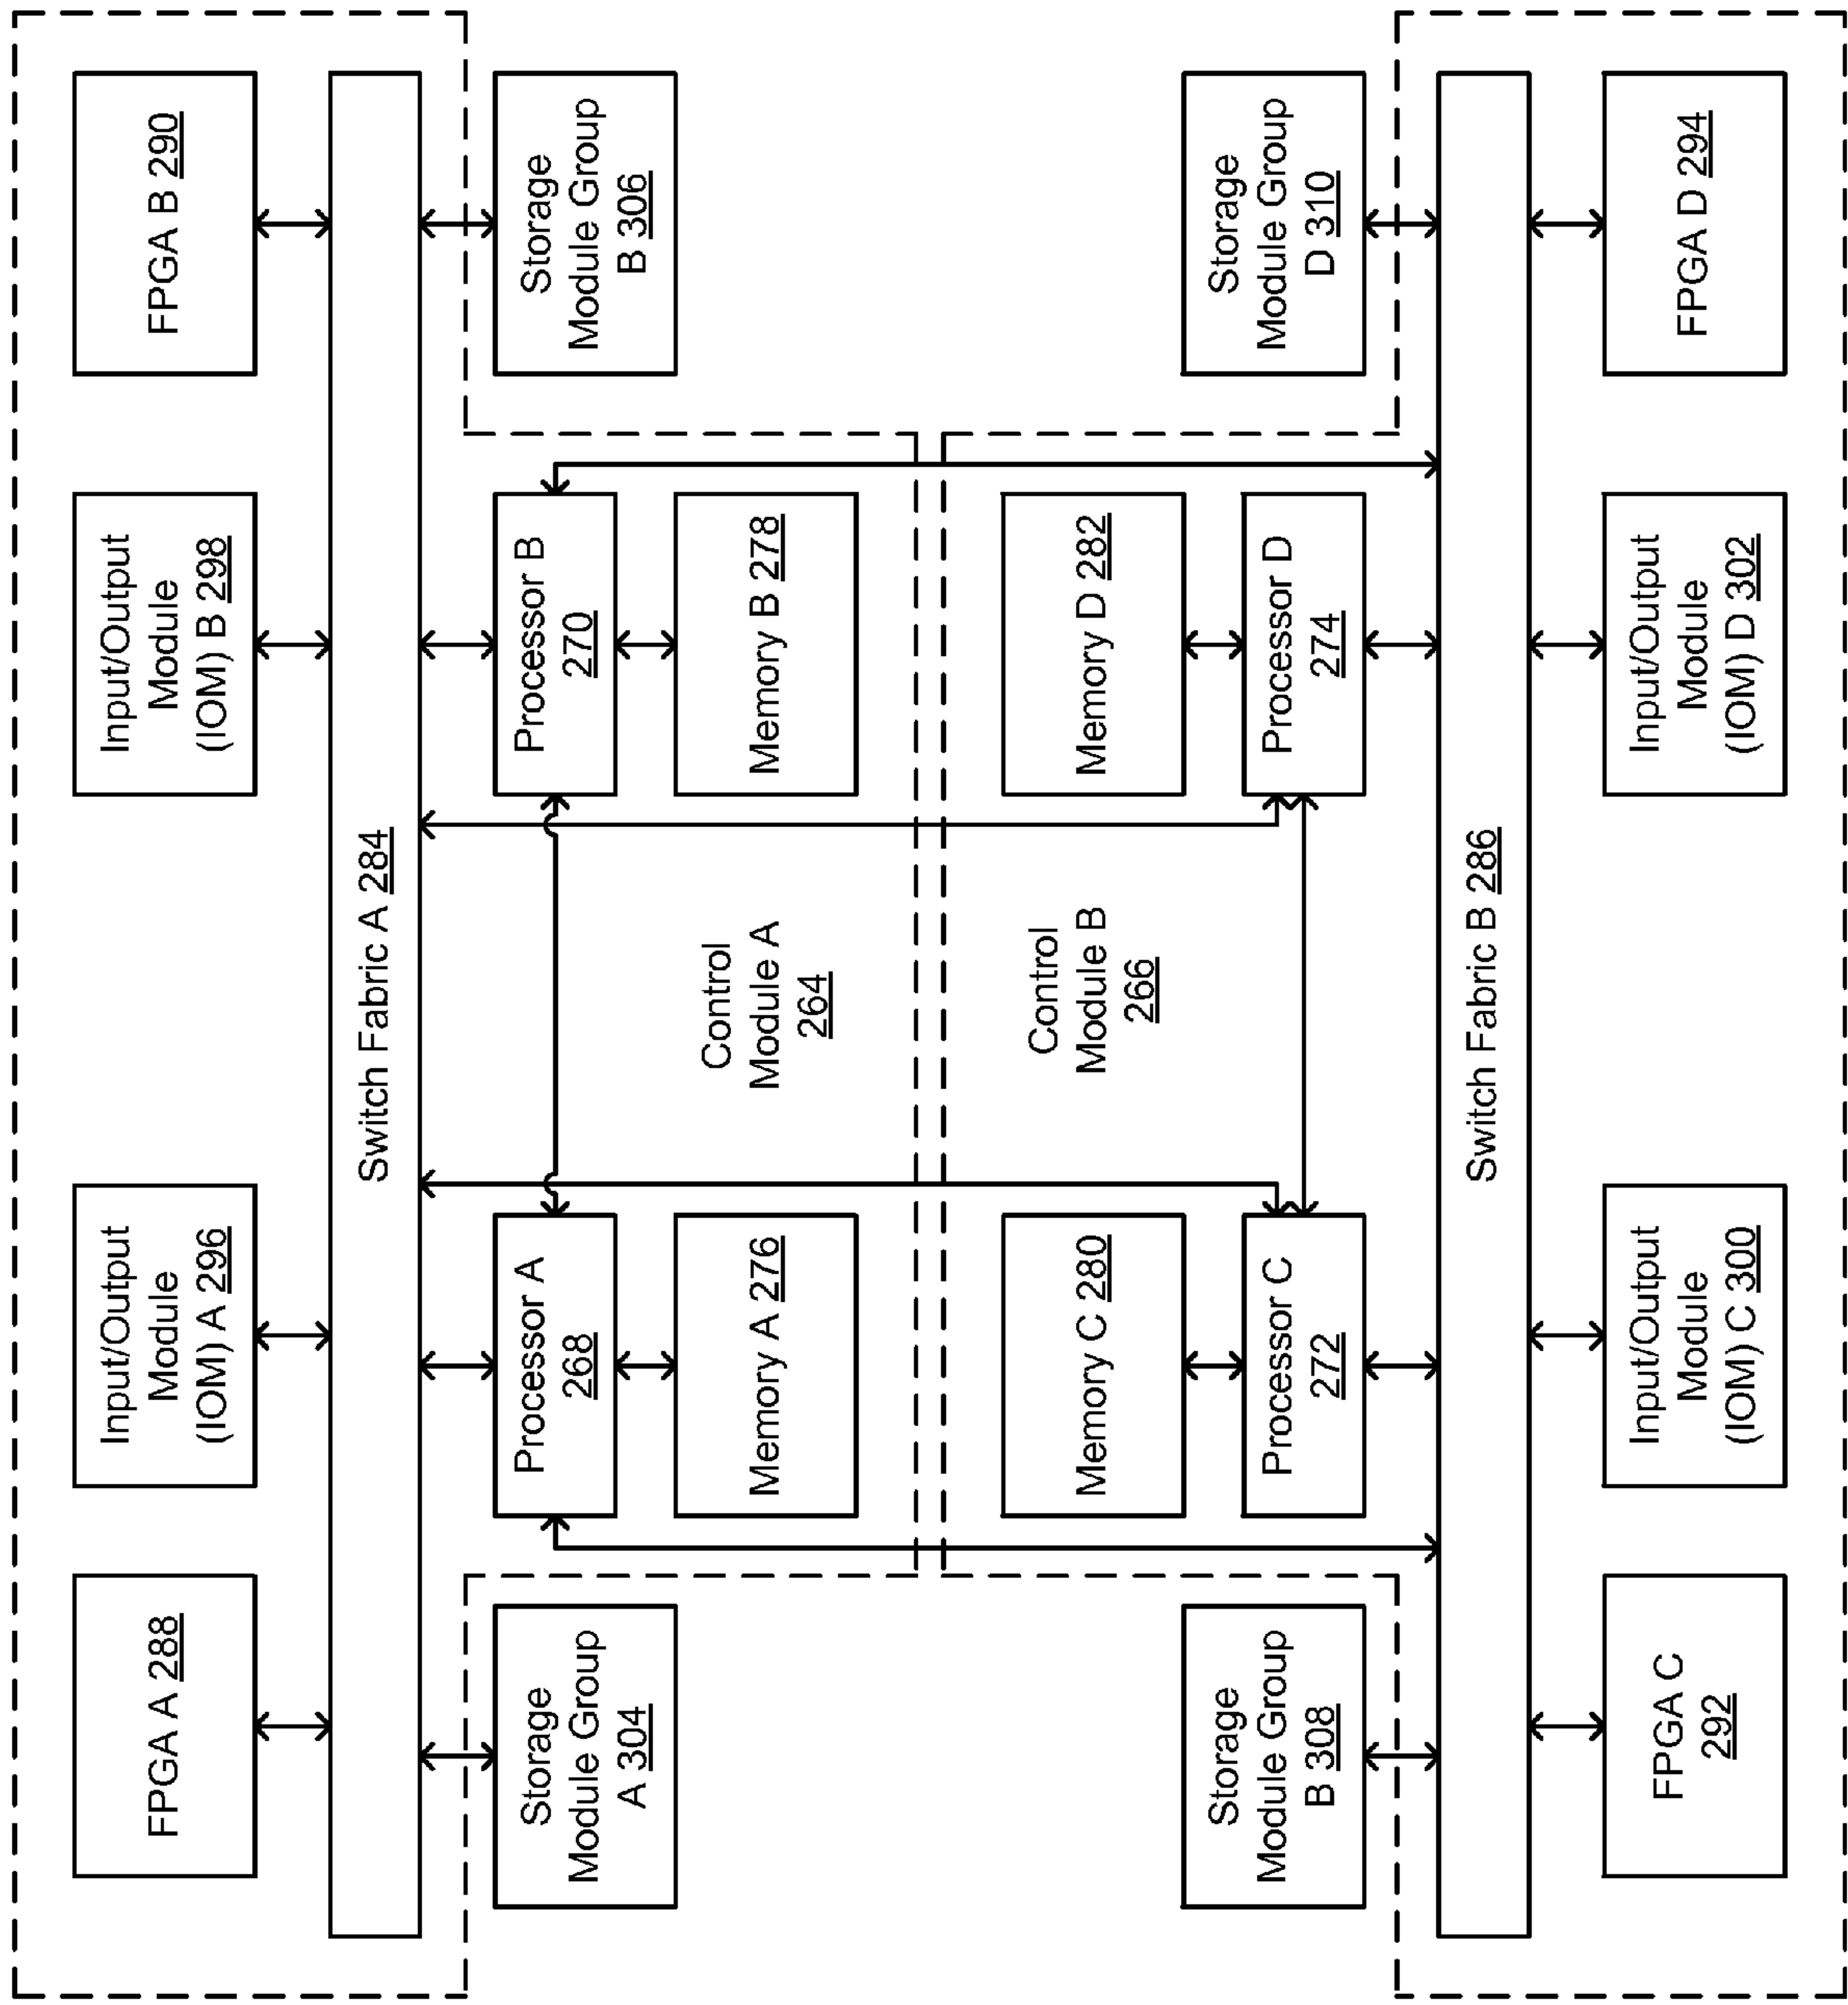 FPGA A 288
Input/Output
Module
(IOM) A 296
Input/Output
Module
(IOM) B 298
FPGA B 290
Switch Fabric A 284
Storage
Module Group
A 304
Processor A
268
Processor B
270
Storage
Module Group
B 306
Memory A 276
Control
Module A
264
Memory B 278
Memory C 280
Control
Module B
266
Memory D 282
Storage
Module Group
B 308
Processor C
272
Processor D
274
Storage
Module Group
D 310
Switch Fabric B 286
FPGA C
292
Input/Output
Module
(IOM) C 300
Input/Output
Module
(IOM) D 302
FPGA D 294